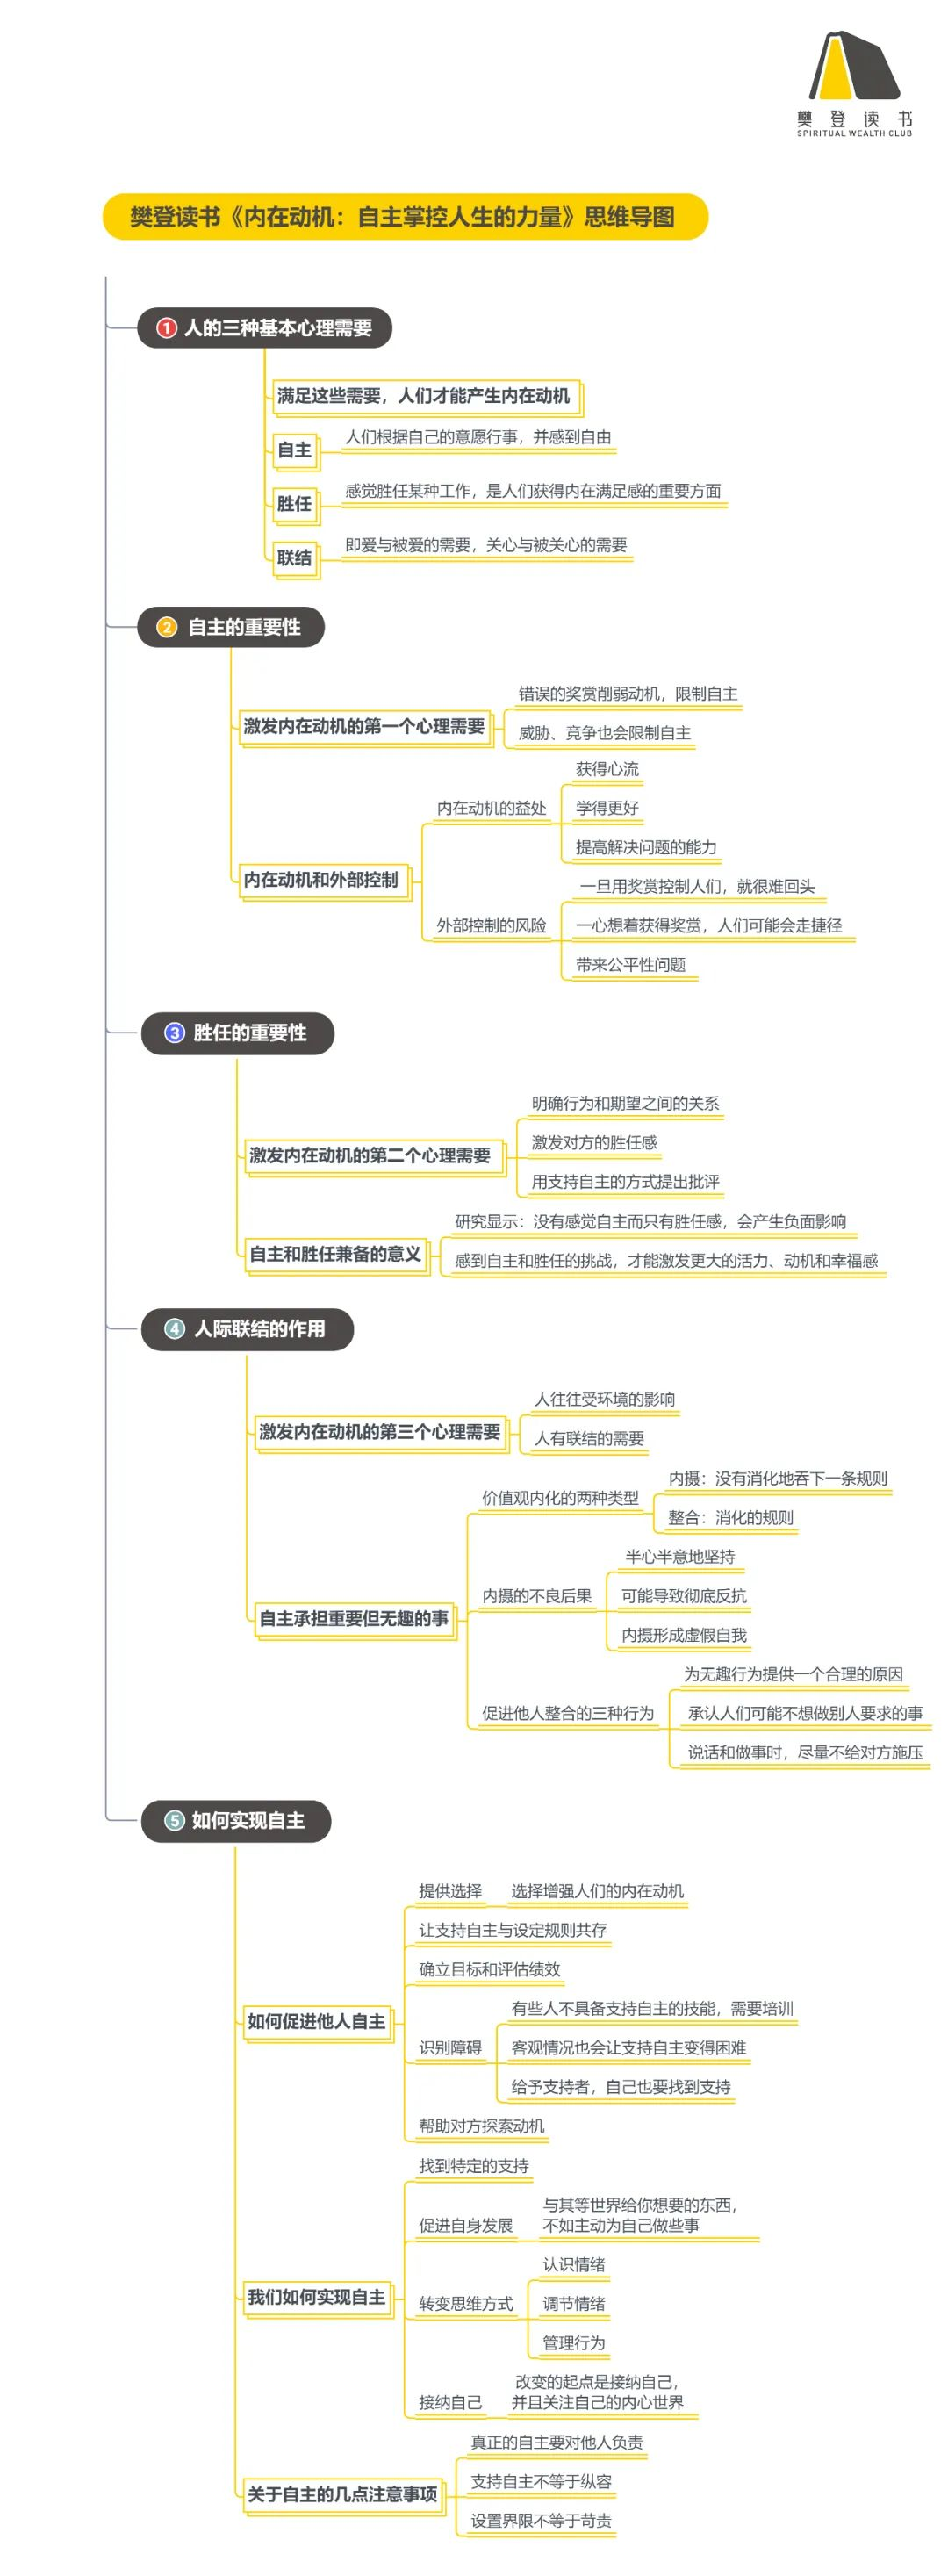 樊登读书
SPIRITUAL WEALTH CLUB
樊登读书《内在动机：自主掌控人生的力量》思维导图
① 人的三种基本心理需要
满足这些需要，人们才能产生内在动机
自主
人们根据自己的意愿行事，并感到自由
胜任
感觉胜任某种工作，是人们获得内在满足感的重要方面
联结
即爱与被爱的需要，关心与被关心的需要
② 自主的重要性
激发内在动机的第一个心理需要
错误的奖赏削弱动机，限制自主
威胁、竞争也会限制自主
内在动机和外部控制
内在动机的益处
获得心流
学得更好
提高解决问题的能力
外部控制的风险
一旦用奖赏控制人们，就很难回头
一心想着获得奖赏，人们可能会走捷径
带来公平性问题
③ 胜任的重要性
激发内在动机的第二个心理需要
明确行为和期望之间的关系
激发对方的胜任感
用支持自主的方式提出批评
自主和胜任兼备的意义
研究显示：没有感觉自主而只有胜任感，会产生负面影响
感到自主和胜任的挑战，才能激发更大的活力、动机和幸福感
④ 人际联结的作用
激发内在动机的第三个心理需要
人往往受环境的影响
人有联结的需要
自主承担重要但无趣的事
价值观内化的两种类型
内摄：没有消化地吞下一条规则
整合：消化的规则
内摄的不良后果
半心半意地坚持
可能导致彻底反抗
内摄形成虚假自我
促进他人整合的三种行为
为无趣行为提供一个合理的原因
承认人们可能不想做别人要求的事
说话和做事时，尽量不给对方施压
⑤ 如何实现自主
如何促进他人自主
提供选择
选择增强人们的内在动机
让支持自主与设定规则共存
确立目标和评估绩效
识别障碍
有些人不具备支持自主的技能，需要培训
客观情况也会让支持自主变得困难
给予支持者，自己也要找到支持
帮助对方探索动机
我们如何实现自主
找到特定的支持
促进自身发展
与其等世界给你想要的东西，
不如主动为自己做些事
转变思维方式
认识情绪
调节情绪
管理行为
接纳自己
改变的起点是接纳自己，
并且关注自己的内心世界
关于自主的几点注意事项
真正的自主要对他人负责
支持自主不等于纵容
设置界限不等于苛责